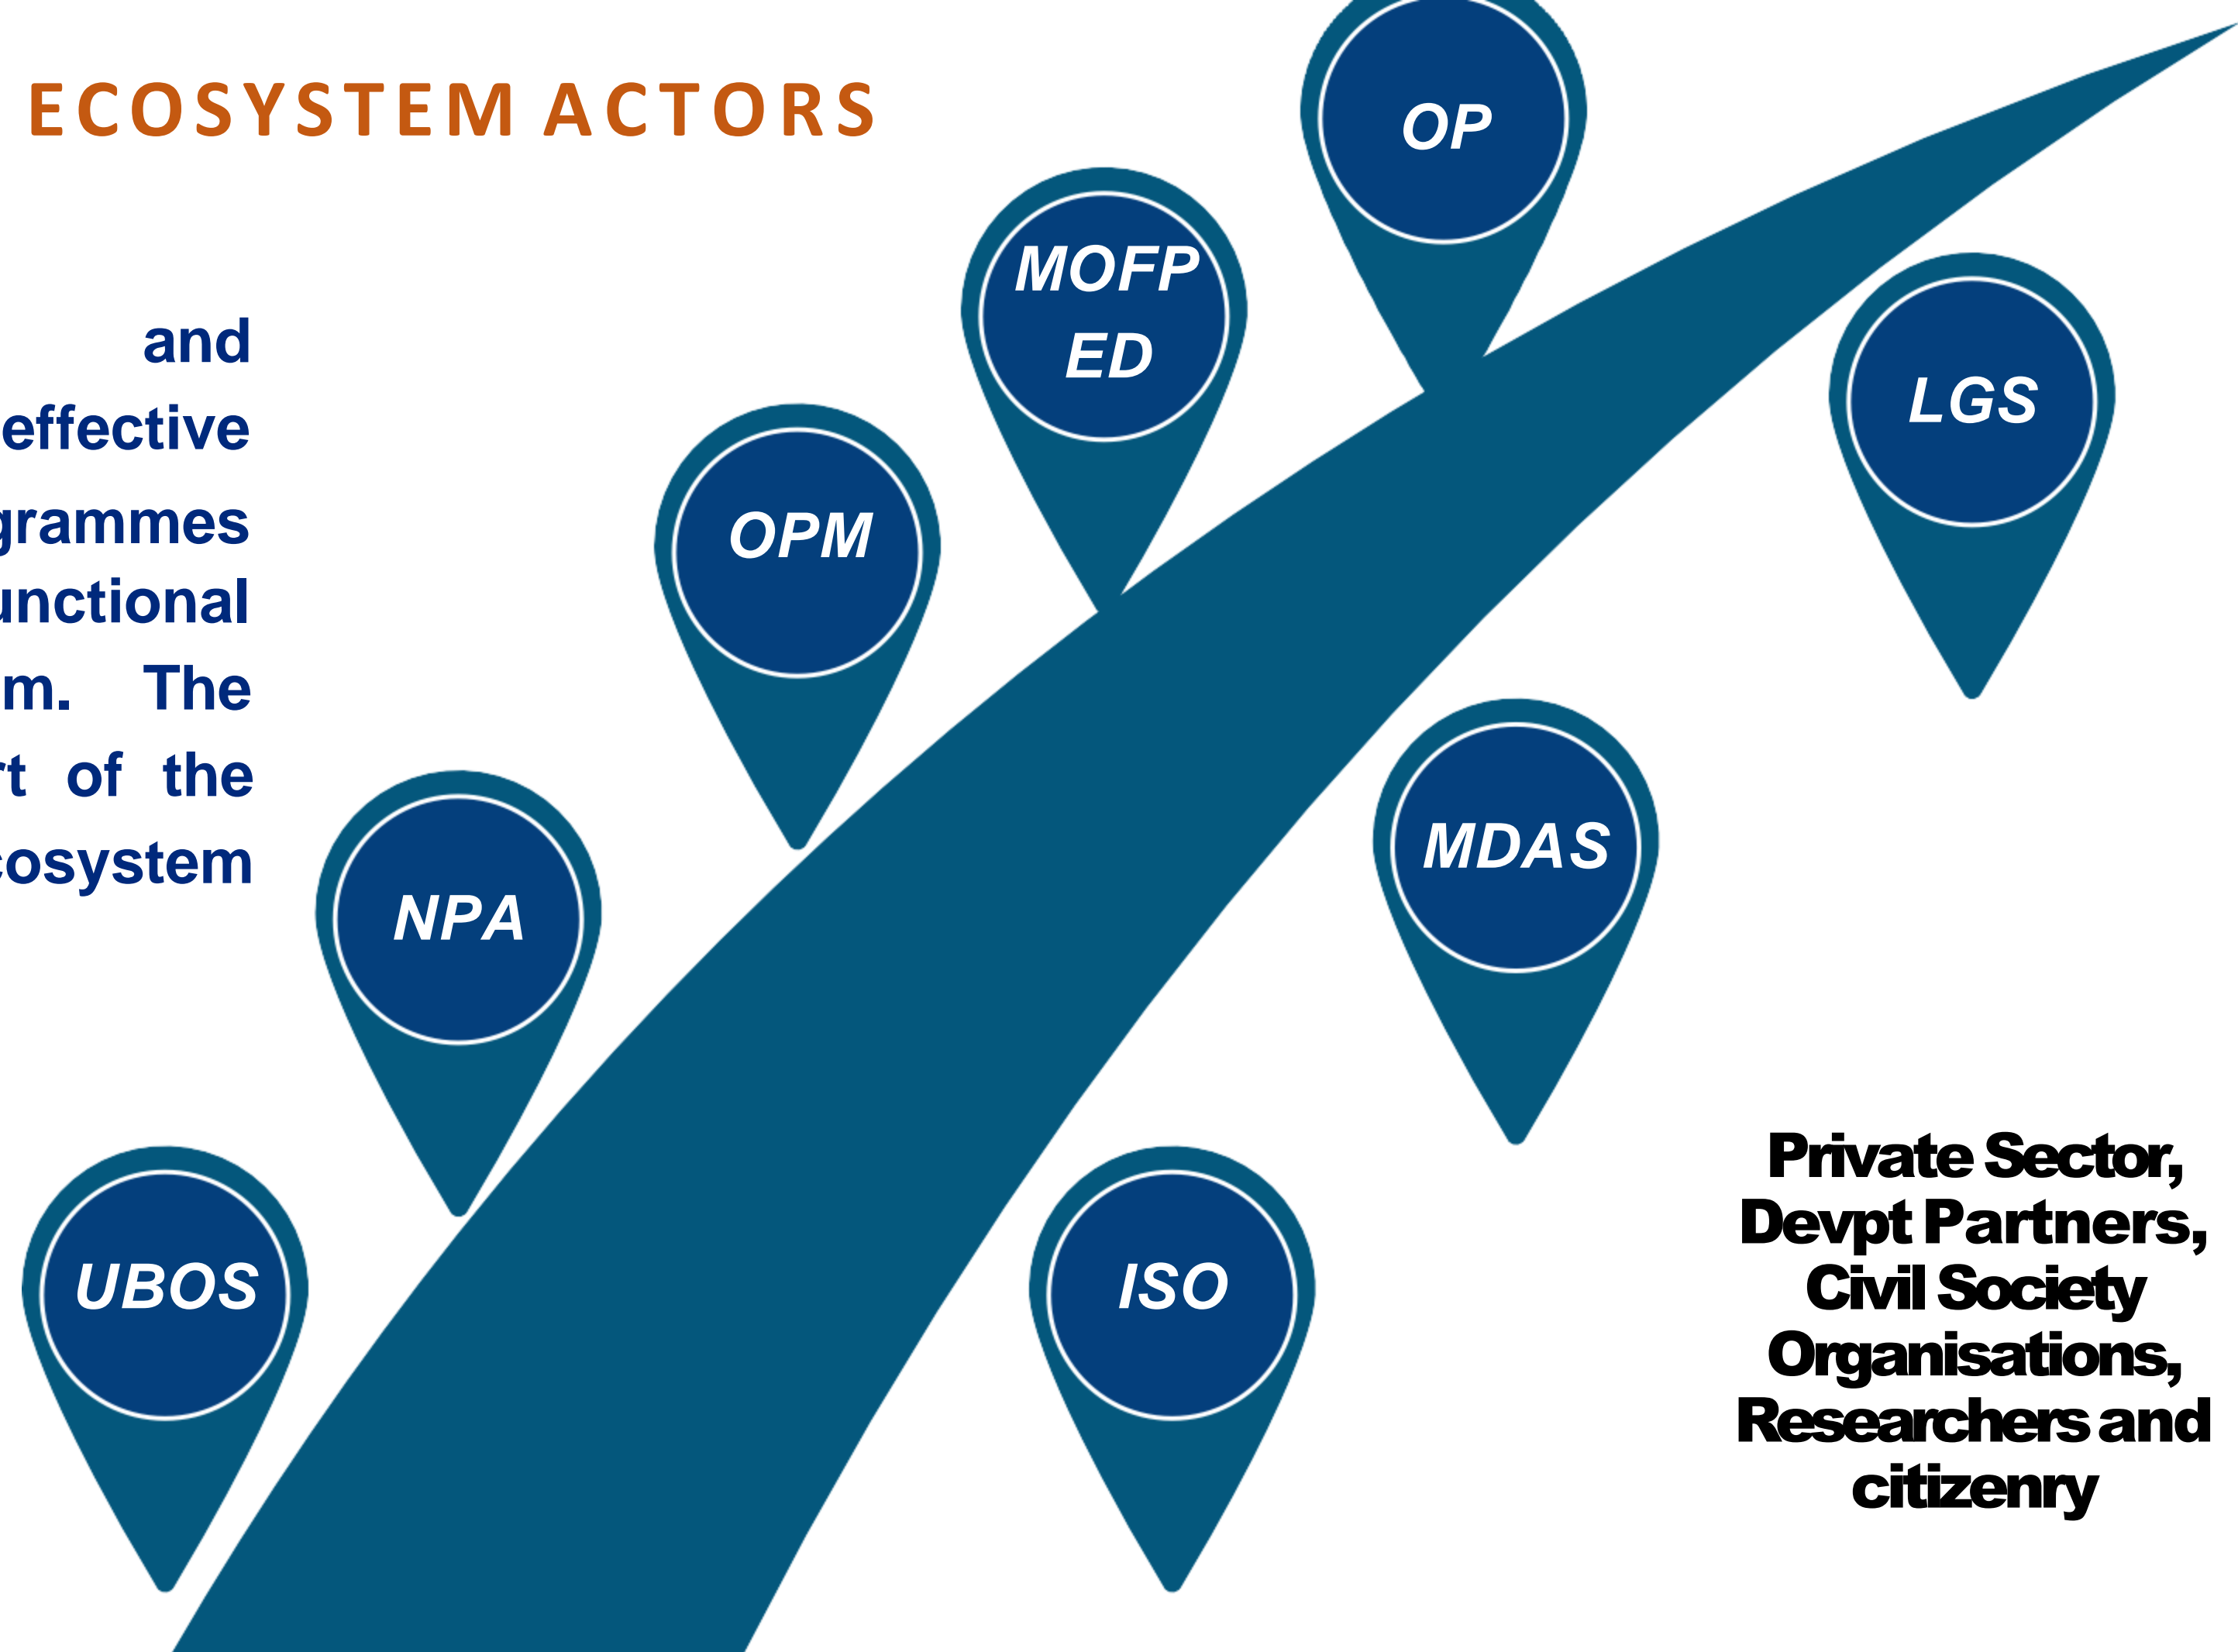 ECOSYSTEM ACTORS
and
effective
grammes
unctional
m. The
t of the
cosystem
OP
MOFP
ED
LGS
OPM
MDAS
NPA
UBOS
ISO
Private Sector,
Devpt Partners,
Civil Society
Organisations,
Researchers and
citizenry